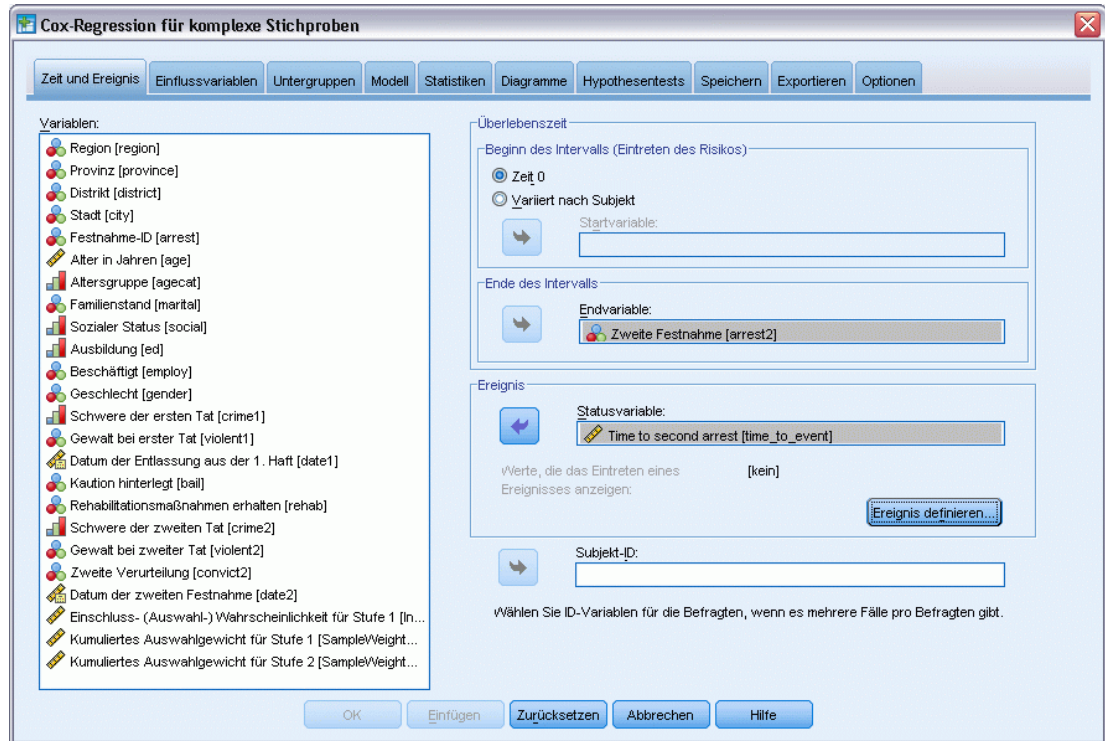 Cox-Regression für komplexe Stichproben
Zeit und Ereignis
Einflussvariablen
Untergruppen
Modell
Statistiken
Diagramme
Hypothesentests
Speichern
Exportieren
Optionen
Variablen:
Region [region]
Provinz [province]
Distrikt [district]
Stadt [city]
Festnahme-ID [arrest]
Alter in Jahren [age]
Altersgruppe [agecat]
Familienstand [marital]
Sozialer Status [social]
Ausbildung [ed]
Beschäftigt [employ]
Geschlecht [gender]
Schwere der ersten Tat [crime1]
Gewalt bei erster Tat [violent1]
Datum der Entlassung aus der 1. Haft [date1]
Kaution hinterlegt [bail]
Rehabilitationsmaßnahmen erhalten [rehab]
Schwere der zweiten Tat [crime2]
Gewalt bei zweiter Tat [violent2]
Zweite Verurteilung [convict2]
Datum der zweiten Festnahme [date2]
Einschluss- (Auswahl-) Wahrscheinlichkeit für Stufe 1 [In...
Kumuliertes Auswahlgewicht für Stufe 1 [SampleWeight...
Kumuliertes Auswahlgewicht für Stufe 2 [SampleWeight...
Überlebenszeit
Beginn des Intervalls (Eintreten des Risikos)
Zeit 0
Variiert nach Subjekt
Startvariable:
Ende des Intervalls
Endvariable:
Zweite Festnahme [arrest2]
Ereignis
Statusvariable:
Time to second arrest [time_to_event]
Werte, die das Eintreten eines [kein]
Ereignisses anzeigen:
Ereignis definieren...
Subjekt-ID:
Wählen Sie ID-Variablen für die Befragten, wenn es mehrere Fälle pro Befragten gibt.
OK
Einfügen
Zurücksetzen
Abbrechen
Hilfe